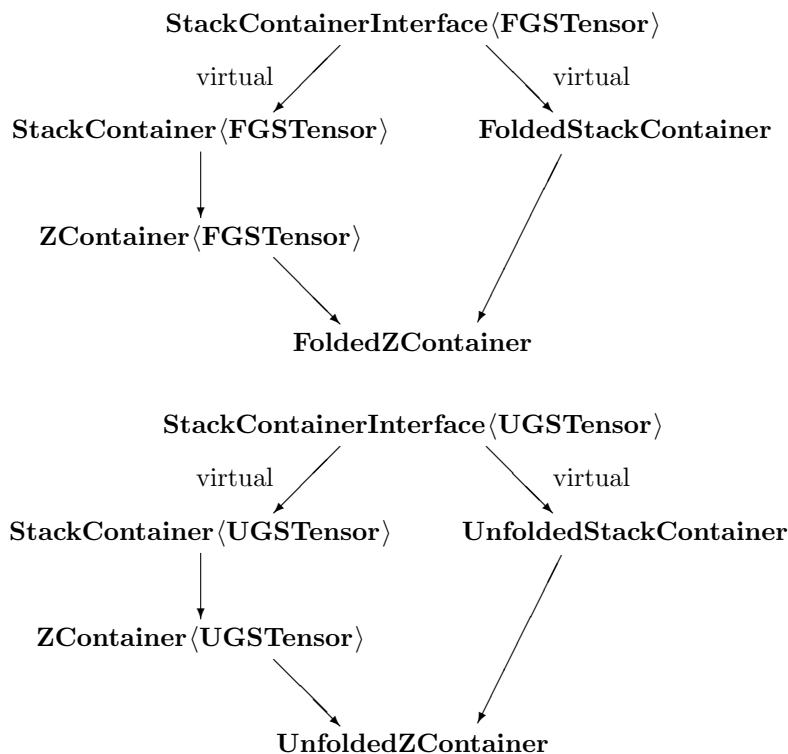 StackContainerInterface⟨FGSTensor⟩
virtual virtual
StackContainer⟨FGSTensor⟩ FoldedStackContainer
ZContainer⟨FGSTensor⟩
FoldedZContainer
StackContainerInterface⟨UGSTensor⟩
virtual virtual
StackContainer⟨UGSTensor⟩ UnfoldedStackContainer
ZContainer⟨UGSTensor⟩
UnfoldedZContainer